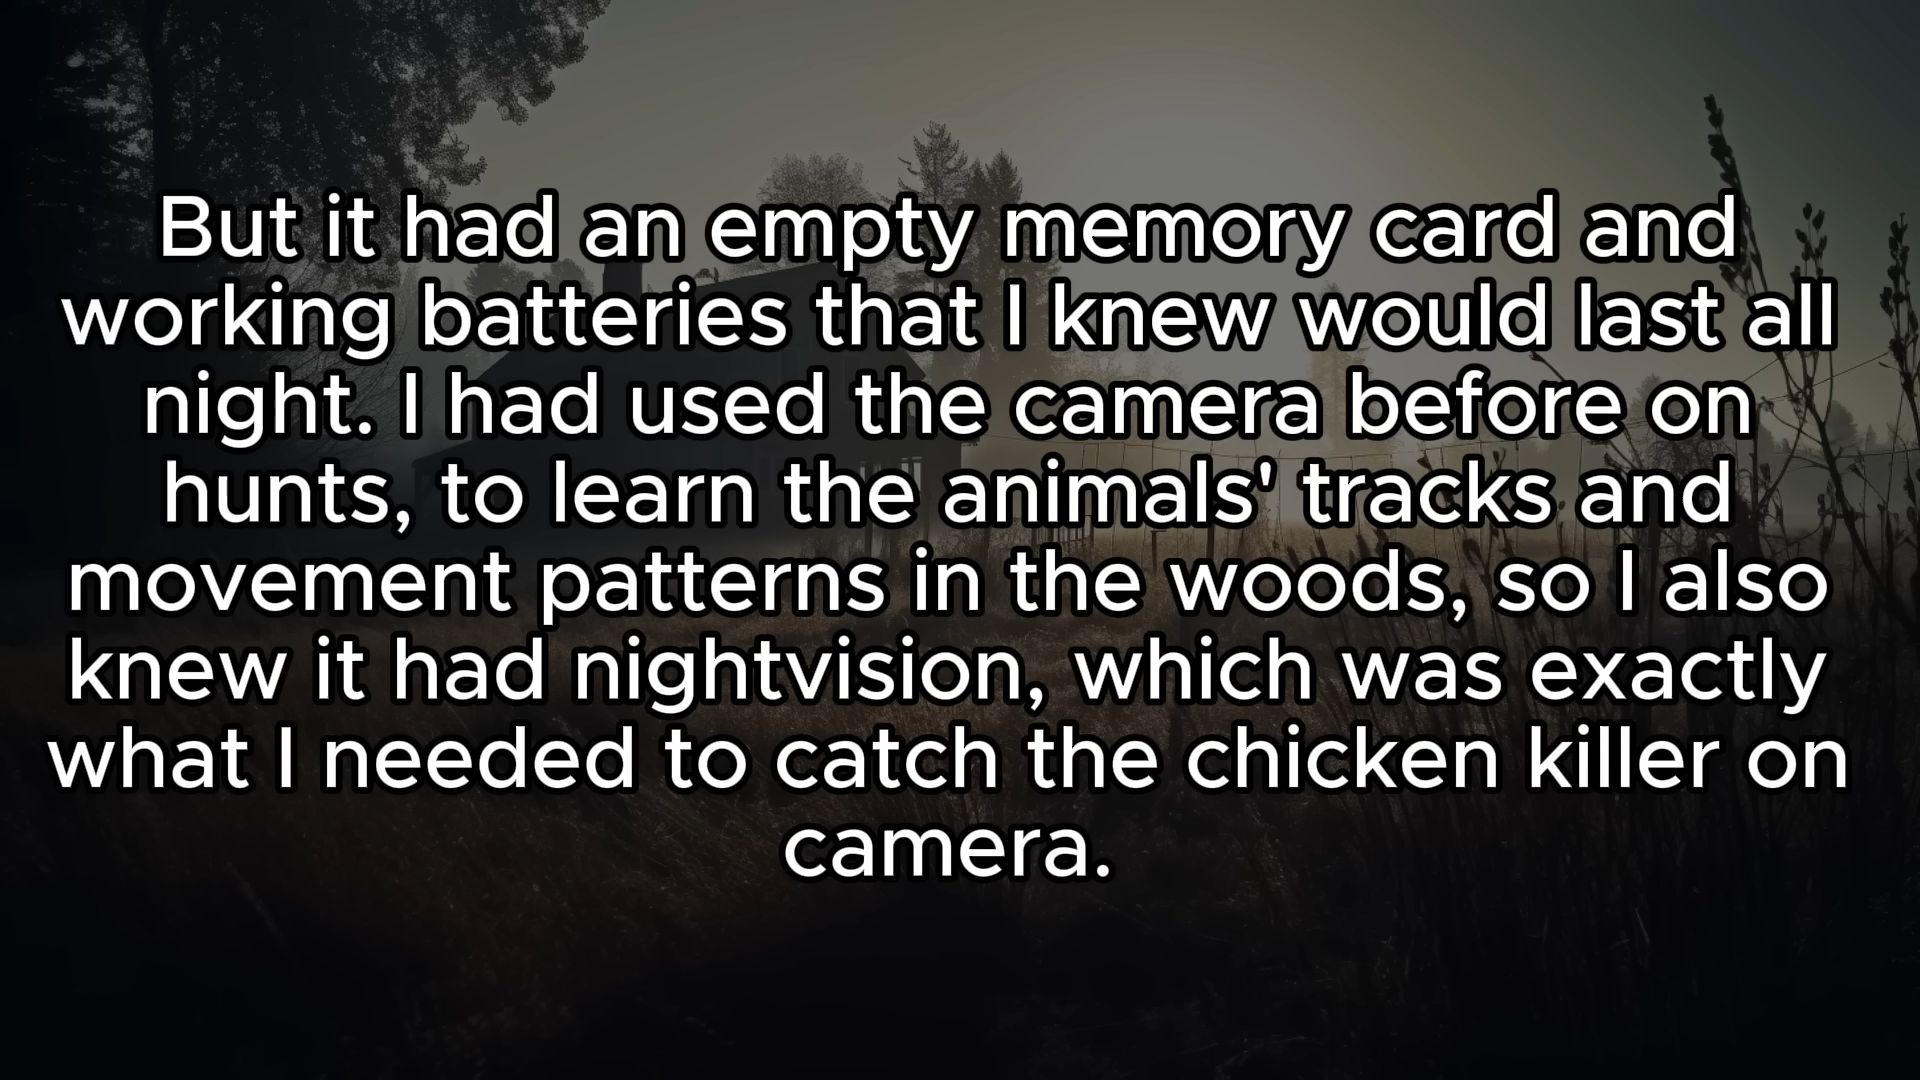 But it had an empty memory card and
working batteries that I knew would last all
night. I had used the camera before on
hunts, to learn the animals' tracks and
movement patterns in the woods, so I also
knew it had nightvision, which was exactly
what I needed to catch the chicken killer on
camera.